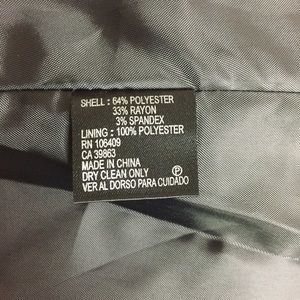 SHELL : 64% POLYESTER
33% RAYON
3% SPANDEX
LINING : 100% POLYESTER
RN 106409
CA 39863
MADE IN CHINA
DRY CLEAN ONLY Ⓟ
VER AL DORSO PARA CUIDADO